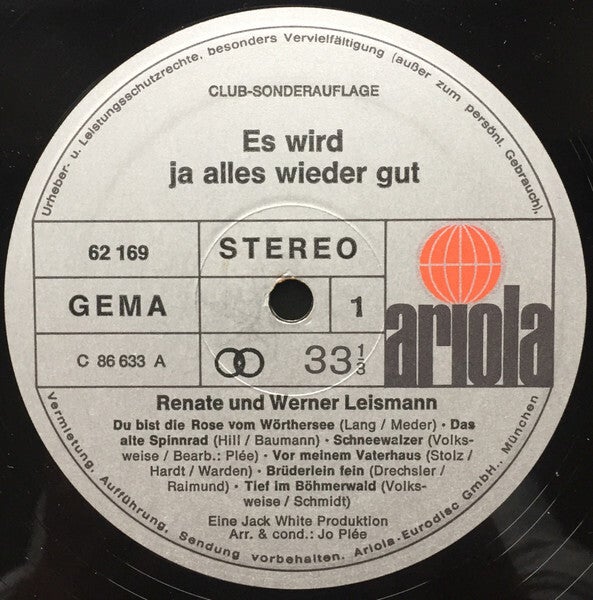 Urheber- u. Leistungsschutzrechte, besonders Vervielfältigung (außer zum persönl. Gebrauch),
CLUB-SONDERAUFLAGE
Es wird
ja alles wieder gut
62 169
STEREO
GEMA
1
ariola
C 86 633 A
33 1/3
Renate und Werner Leismann
Du bist die Rose vom Wörthersee (Lang / Meder) · Das
alte Spinnrad (Hill / Baumann) · Schneewalzer (Volks-
weise / Bearb.: Plée) · Vor meinem Vaterhaus (Stolz /
Hardt / Warden) · Brüderlein fein (Drechsler /
Raimund) · Tief im Böhmerwald (Volks-
weise / Schmidt)
Eine Jack White Produktion
Arr. & cond.: Jo Plée
Vermietung, Aufführung, Sendung vorbehalten. Ariola-Eurodisc GmbH., München